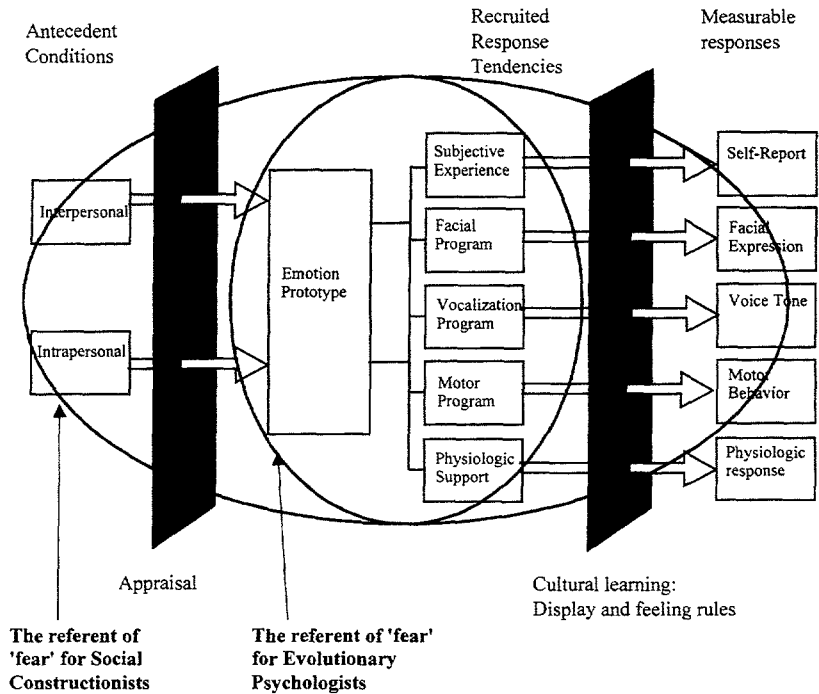 Antecedent
Conditions
Recruited
Response
Tendencies
Measurable
responses
Interpersonal
Intrapersonal
Emotion
Prototype
Subjective
Experience
Facial
Program
Vocalization
Program
Motor
Program
Physiologic
Support
Self-Report
Facial
Expression
Voice Tone
Motor
Behavior
Physiologic
response
Appraisal
Cultural learning:
Display and feeling rules
The referent of
'fear' for Social
Constructionists
The referent of 'fear'
for Evolutionary
Psychologists